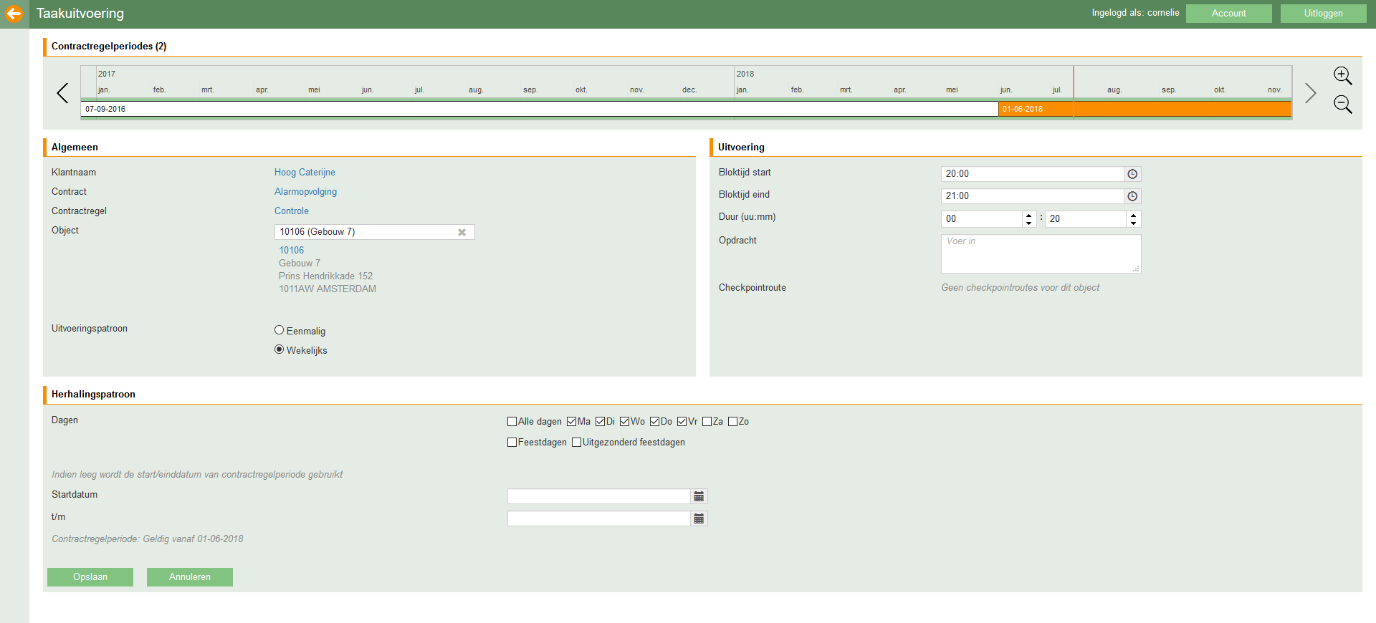 Taakuitvoering
Ingelogd als: cornelie Account Uitloggen
Contractregelperiodes (2)
2017 2018
jan. feb. mrt. apr. mei jun. jul. aug. sep. okt. nov. dec. jan. feb. mrt. apr. mei jun. jul. aug. sep. okt. nov.
07-09-2016 01-06-2018
Algemeen
Klantnaam Hoog Caterijne
Contract Alarmopvolging
Contractregel Controle
Object 10106 (Gebouw 7)
10106
Gebouw 7
Prins Hendrikkade 152
1011AW AMSTERDAM
Uitvoeringspatroon Eenmalig
Wekelijks
Uitvoering
Bloktijd start 20:00
Bloktijd eind 21:00
Duur (uu:mm) 00 : 20
Opdracht Voer in
Checkpointroute Geen checkpointroutes voor dit object
Herhalingspatroon
Dagen Alle dagen Ma Di Wo Do Vr Za Zo
Feestdagen Uitgezonderd feestdagen
Indien leeg wordt de start/einddatum van contractregelperiode gebruikt
Startdatum
t/m
Contractregelperiode: Geldig vanaf 01-06-2018
Opslaan Annuleren